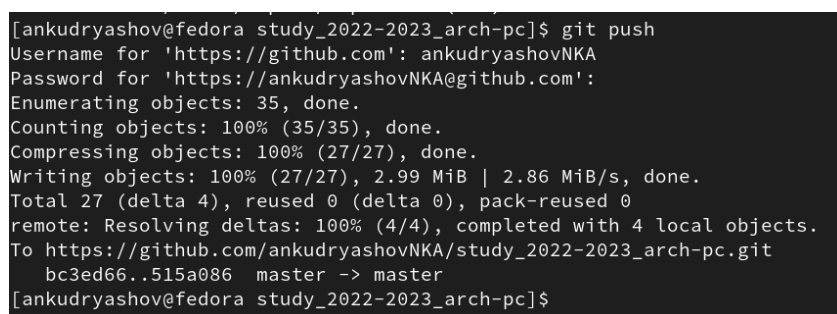 [ankudryashov@fedora study_2022-2023_arch-pc]$ git push
Username for 'https://github.com': ankudryashovNKA
Password for 'https://ankudryashovNKA@github.com':
Enumerating objects: 35, done.
Counting objects: 100% (35/35), done.
Compressing objects: 100% (27/27), done.
Writing objects: 100% (27/27), 2.99 MiB | 2.86 MiB/s, done.
Total 27 (delta 4), reused 0 (delta 0), pack-reused 0
remote: Resolving deltas: 100% (4/4), completed with 4 local objects.
To https://github.com/ankudryashovNKA/study_2022-2023_arch-pc.git
   bc3ed66..515a086  master -> master
[ankudryashov@fedora study_2022-2023_arch-pc]$